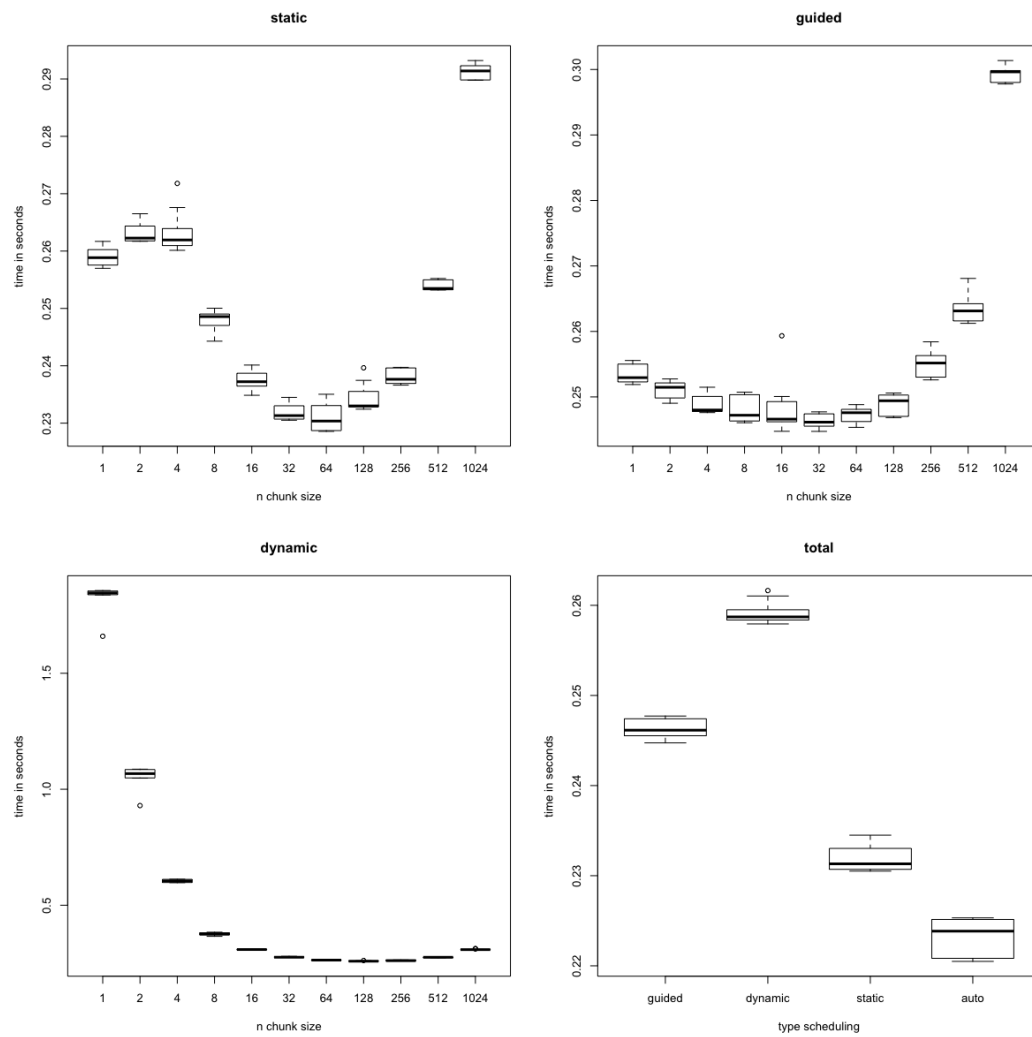 static
time in seconds
0.29
0.28
0.27
0.26
0.25
0.24
0.23
1 2 4 8 16 32 64 128 256 512 1024
n chunk size
guided
time in seconds
0.30
0.29
0.28
0.27
0.26
0.25
1 2 4 8 16 32 64 128 256 512 1024
n chunk size
dynamic
time in seconds
1.5
1.0
0.5
1 2 4 8 16 32 64 128 256 512 1024
n chunk size
total
time in seconds
0.26
0.25
0.24
0.23
0.22
guided dynamic static auto
type scheduling